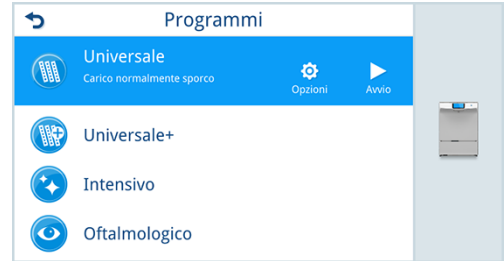 Programmi
Universale
Carico normalmente sporco
Opzioni
Avvio
Universale+
Intensivo
Oftalmologico